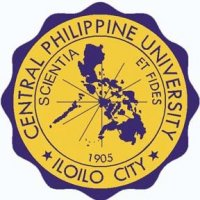 CENTRAL PHILIPPINE UNIVERSITY
SCIENTIA ET FIDES
1905
★ ILOILO CITY ★